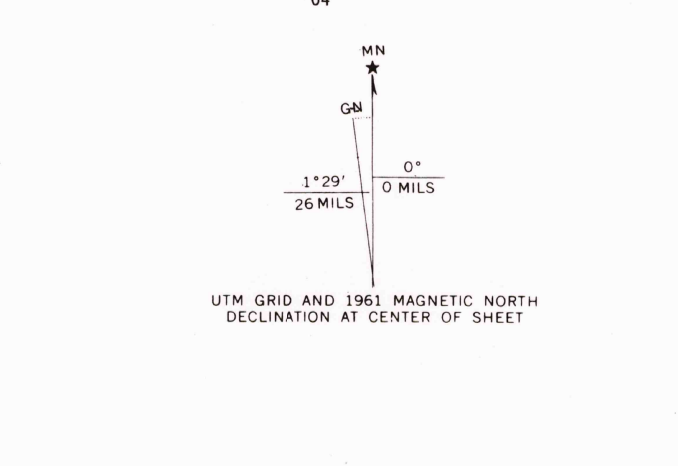 MN
★
GN
0°
0 MILS
1°29'
26 MILS
UTM GRID AND 1961 MAGNETIC NORTH
DECLINATION AT CENTER OF SHEET